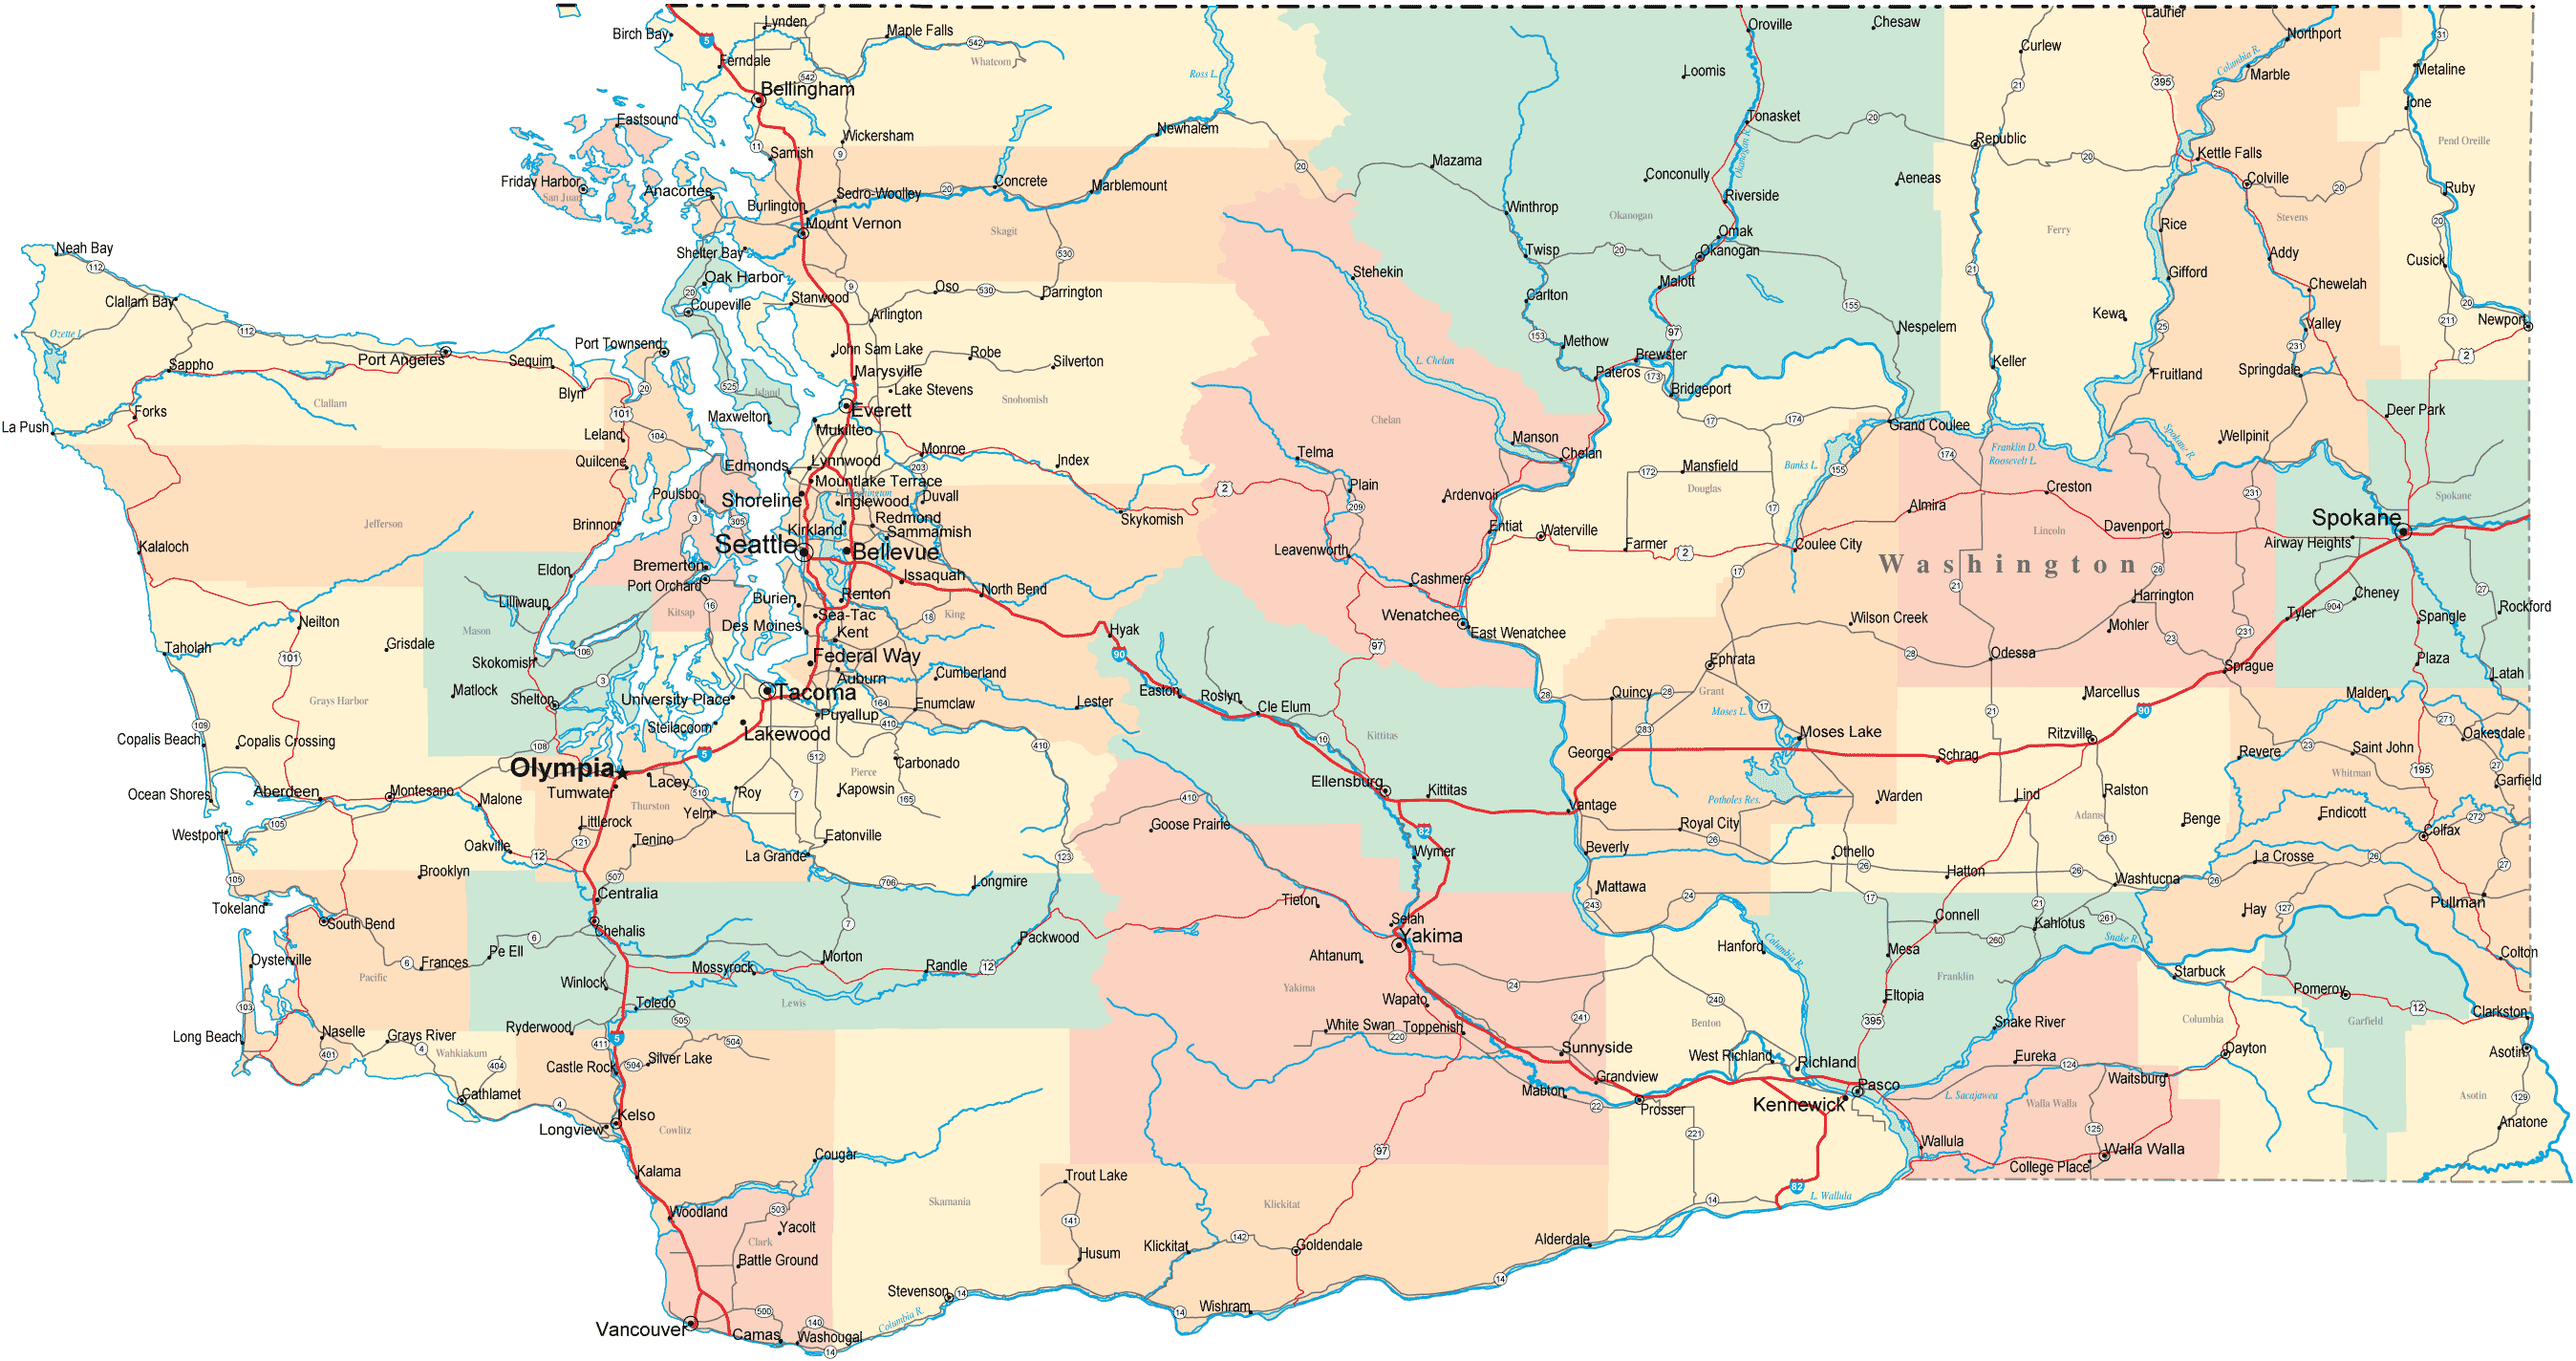 Lynden
Maple Falls
Birch Bay
5
542
Whatcom
Ferndale
542
Ross L.
Bellingham
Eastsound
Wickersham
Newhalem
11
Samish
9
20
Friday Harbor
San Juan
Anacortes
Sedro-Woolley
20
Concrete
Marblemount
Burlington
Mount Vernon
Skagit
Shelter Bay
530
Neah Bay
112
Oak Harbor
20
Coupeville
Stanwood
9
Oso
530
Darrington
Clallam Bay
Arlington
Ozette L.
112
Port Townsend
John Sam Lake
Robe
Silverton
Sappho
Port Angeles
Sequim
Marysville
Blyn
20
525
Island
Lake Stevens
Snohomish
Clallam
Forks
101
Maxwelton
Everett
La Push
Leland
104
Mukilteo
Monroe
Index
Quilcene
Edmonds
Lynnwood
203
Poulsbo
Mountlake Terrace
Shoreline
Inglewood
Duvall
2
Jefferson
Brinnon
3
305
Kirkland
Redmond
Skykomish
Sammamish
Kalaloch
Seattle
Bellevue
Eldon
Bremerton
Issaquah
Port Orchard
North Bend
Lilliwaup
16
Burien
Renton
Kitsap
Sea-Tac
18
King
Neilton
Mason
Des Moines
Kent
Hyak
Grisdale
106
90
Taholah
101
Skokomish
Federal Way
3
Auburn
Cumberland
Matlock
Shelton
University Place
Tacoma
Easton
Roslyn
Grays Harbor
164
Enumclaw
Lester
Cle Elum
Steilacoom
Puyallup
410
109
Lakewood
Copalis Beach
Copalis Crossing
108
5
410
10
Kittitas
512
Carbonado
Olympia
Lacey
Pierce
Tumwater
Roy
7
Kapowsin
165
Ellensburg
Kittitas
Ocean Shores
Aberdeen
Montesano
Malone
Thurston
510
410
Yelm
Goose Prairie
82
Westport
105
Littlerock
Eatonville
Tenino
121
Oakville
12
La Grande
123
Wymer
Brooklyn
105
507
706
Longmire
Centralia
Tieton
Tokeland
South Bend
Selah
7
Chehalis
Yakima
6
Packwood
Pe Ell
Morton
Ahtanum
Oysterville
6
Frances
Mossyrock
Randle
12
Pacific
Winlock
Lewis
Yakima
24
103
Toledo
Wapato
505
Ryderwood
White Swan
Toppenish
241
Long Beach
Naselle
Grays River
5
220
401
4
Wahkiakum
411
504
Sunnyside
404
Castle Rock
504
Silver Lake
Grandview
Cathlamet
Mabton
4
22
Prosser
Kelso
Longview
Cowlitz
97
221
Cougar
Kalama
Trout Lake
Skamania
Klickitat
14
503
Woodland
Yacolt
141
Clark
142
Klickitat
Goldendale
Alderdale
Battle Ground
Husum
14
Stevenson
14
500
Columbia R.
14
Wishram
Vancouver
Camas
140
Washougal
14
Oroville
Chesaw
Laurier
Northport
31
Curlew
Columbia R.
Metaline
Loomis
21
395
Marble
25
Ione
Tonasket
20
Republic
20
Pend Oreille
Okanogan R.
Mazama
Kettle Falls
Conconully
Aeneas
Colville
20
Ruby
Riverside
Winthrop
Okanogan
Rice
Stevens
20
Omak
Ferry
Twisp
20
Okanogan
Addy
Cusick
Stehekin
21
Gifford
Malott
Chewelah
Carlton
155
20
Kewa
211
Newport
Nespelem
25
Valley
153
97
Methow
231
L. Chelan
Brewster
Keller
2
Pateros
173
Fruitland
Springdale
Bridgeport
Chelan
17
174
Deer Park
Grand Coulee
Manson
Wellpinit
Franklin D.
Roosevelt L.
Spokane R.
Telma
Chelan
Banks L.
174
172
Mansfield
155
Plain
Douglas
Ardenvoir
Creston
231
Spokane
209
17
Almira
Entiat
Waterville
Lincoln
Davenport
Spokane
Leavenworth
Farmer
2
Coulee City
Airway Heights
Washington
Cashmere
17
21
28
27
Wenatchee
Harrington
904
Cheney
East Wenatchee
Wilson Creek
Mohler
Tyler
Rockford
Spangle
97
23
231
28
Odessa
Ephrata
Sprague
Plaza
Latah
28
Quincy
28
Grant
Marcellus
Malden
Moses L.
17
21
90
271
283
Moses Lake
Ritzville
Oakesdale
George
Schrag
Revere
23
Saint John
Whitman
195
27
Garfield
Potholes Res.
Warden
Lind
Ralston
Vantage
Endicott
Royal City
Adams
Benge
272
Colfax
26
261
Beverly
Othello
26
La Crosse
26
Hatton
26
27
Washtucna
26
Mattawa
24
17
243
21
Pullman
Connell
Kahlotus
261
Hay
127
Hanford
Columbia R.
260
Snake R.
Mesa
Colton
Franklin
Starbuck
240
Eltopia
Pomeroy
12
Benton
395
Snake River
Columbia
Garfield
Clarkston
West Richland
Richland
Eureka
124
Dayton
Asotin
Waitsburg
Pasco
Kennewick
L. Sacajawea
Walla Walla
Asotin
129
125
Anatone
Wallula
Walla Walla
College Place
82
L. Wallula